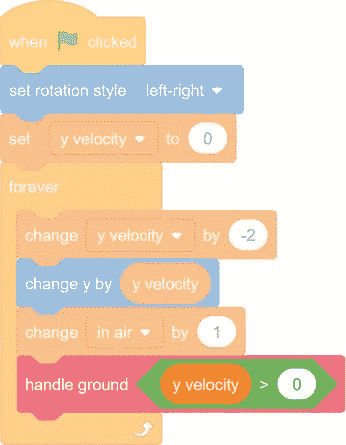 when clicked
set rotation style left-right
set y velocity to 0
forever
change y velocity by -2
change y by y velocity
change in air by 1
handle ground y velocity > 0